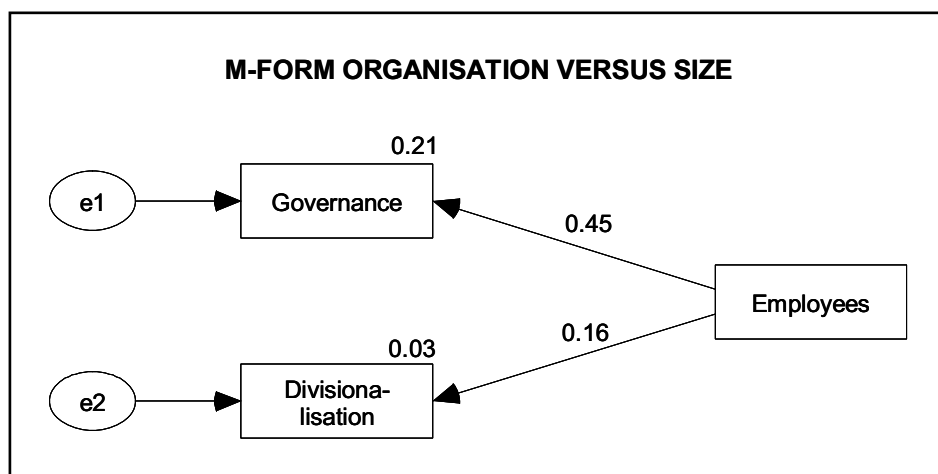 M-FORM ORGANISATION VERSUS SIZE
0.21
e1
Governance
0.45
Employees
0.16
0.03
e2
Divisiona-
lisation